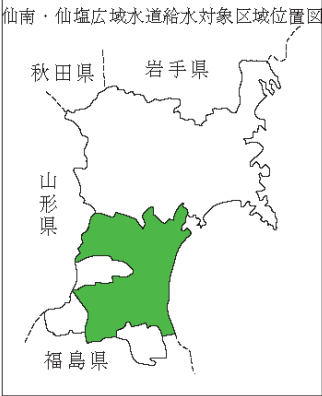 仙南・仙塩広域水道給水対象区域位置図
秋田県
岩手県
山形県
福島県